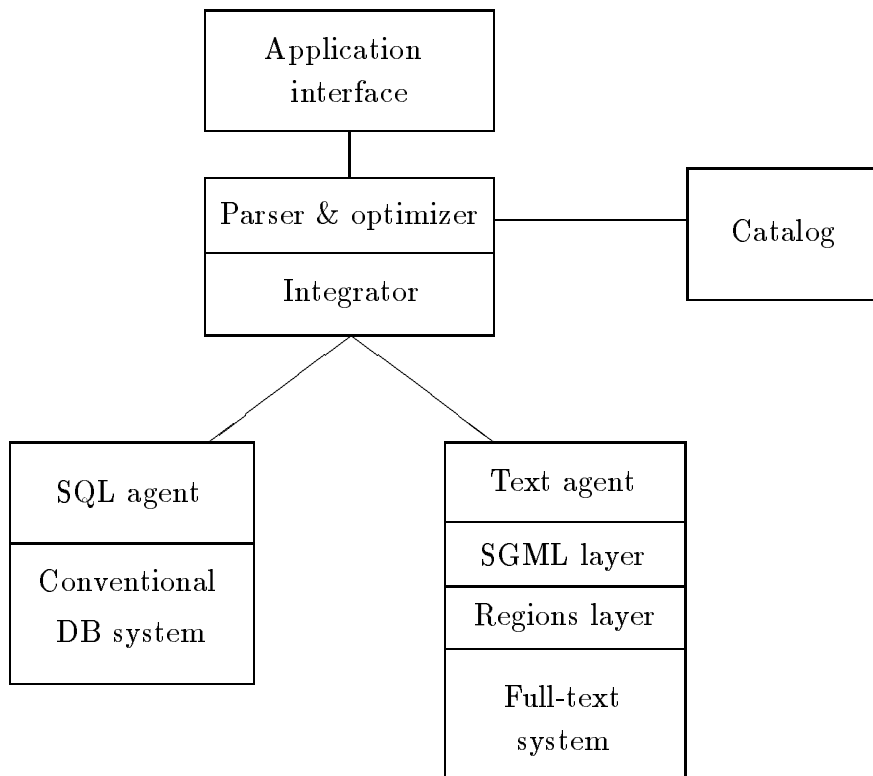 Application
interface
Parser & optimizer
Catalog
Integrator
SQL agent
Conventional
DB system
Text agent
SGML layer
Regions layer
Full-text
system